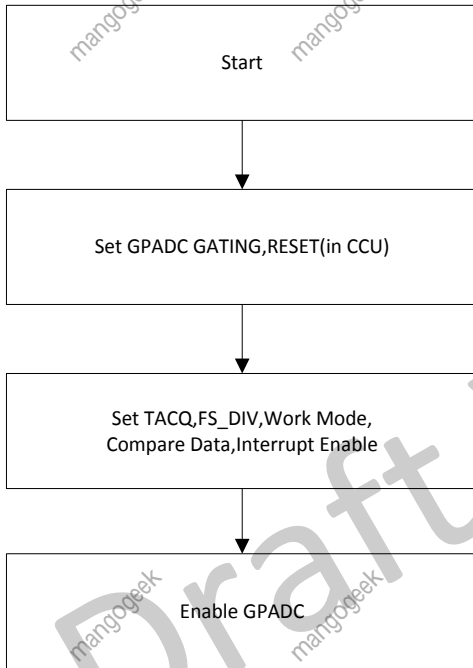 mangogeek
mangogeek
Start
Set GPADC GATING,RESET(in CCU)
Set TACQ,FS_DIV,Work Mode,
Compare Data,Interrupt Enable
Draft
mangogeek
mangogeek
Enable GPADC